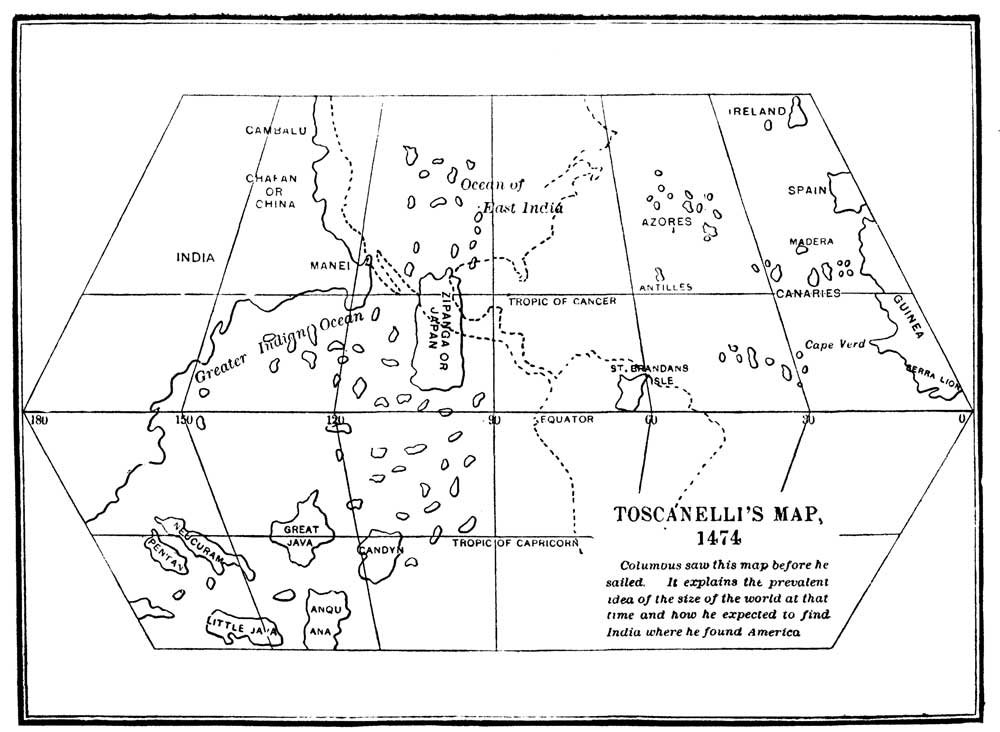 IRELAND
CAMBALU
CHATAN
OR
CHINA
Ocean of
East India
SPAIN
AZORES
INDIA
MANEI
MADERA
ANTILLES
CANARIES
TROPIC OF CANCER
ZIPANGA OR
JAPAN
GUINEA
Greater Indian Ocean
Cape Verd
SERRA LION
ST. BRANDANS
ISLE
180
150
120
90
EQUATOR
60
30
0
NEUCURAM
PENTAN
GREAT
JAVA
CANDYN
TROPIC OF CAPRICORN
LITTLE JAVA
ANQU
ANA
TOSCANELLI'S MAP,
1474
Columbus saw this map before he
sailed. It explains the prevalent
idea of the size of the world at that
time and how he expected to find
India where he found America